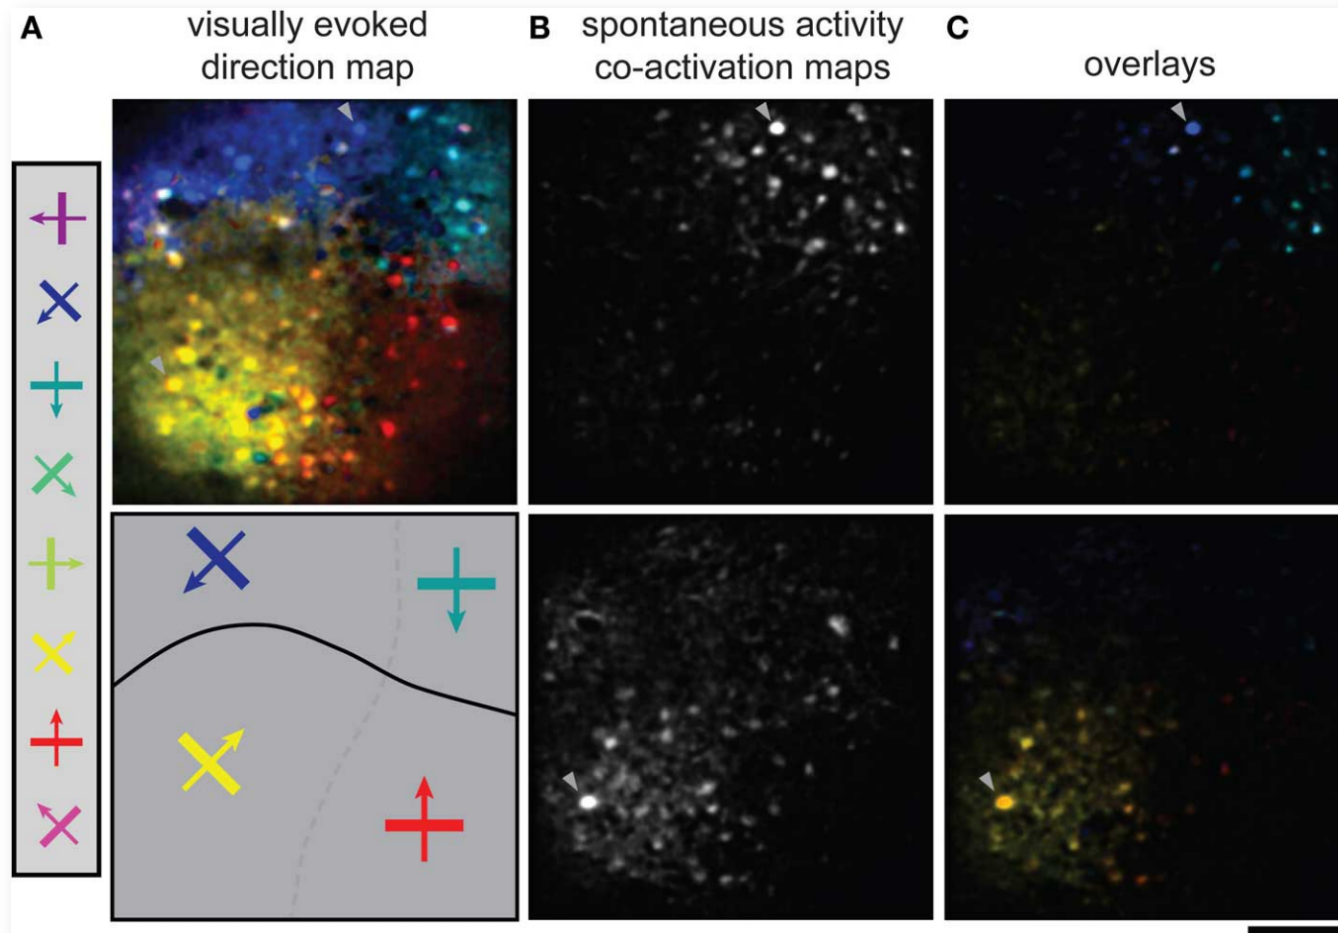 A
visually evoked
direction map
B
spontaneous activity
co-activation maps
C
overlays